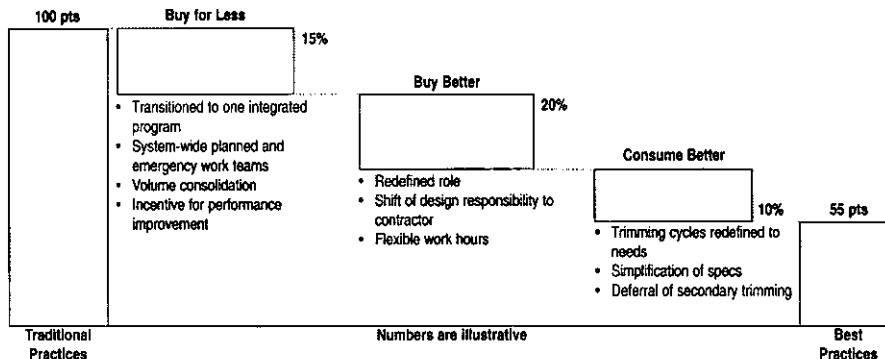 100 pts
Buy for Less
15%
• Transitioned to one integrated
program
• System-wide planned and
emergency work teams
• Volume consolidation
• Incentive for performance
improvement
Buy Better
20%
• Redefined role
• Shift of design responsibility to
contractor
• Flexible work hours
Consume Better
10%
• Trimming cycles redefined to
needs
• Simplification of specs
• Deferral of secondary trimming
55 pts
Traditional
Practices
Numbers are illustrative
Best
Practices